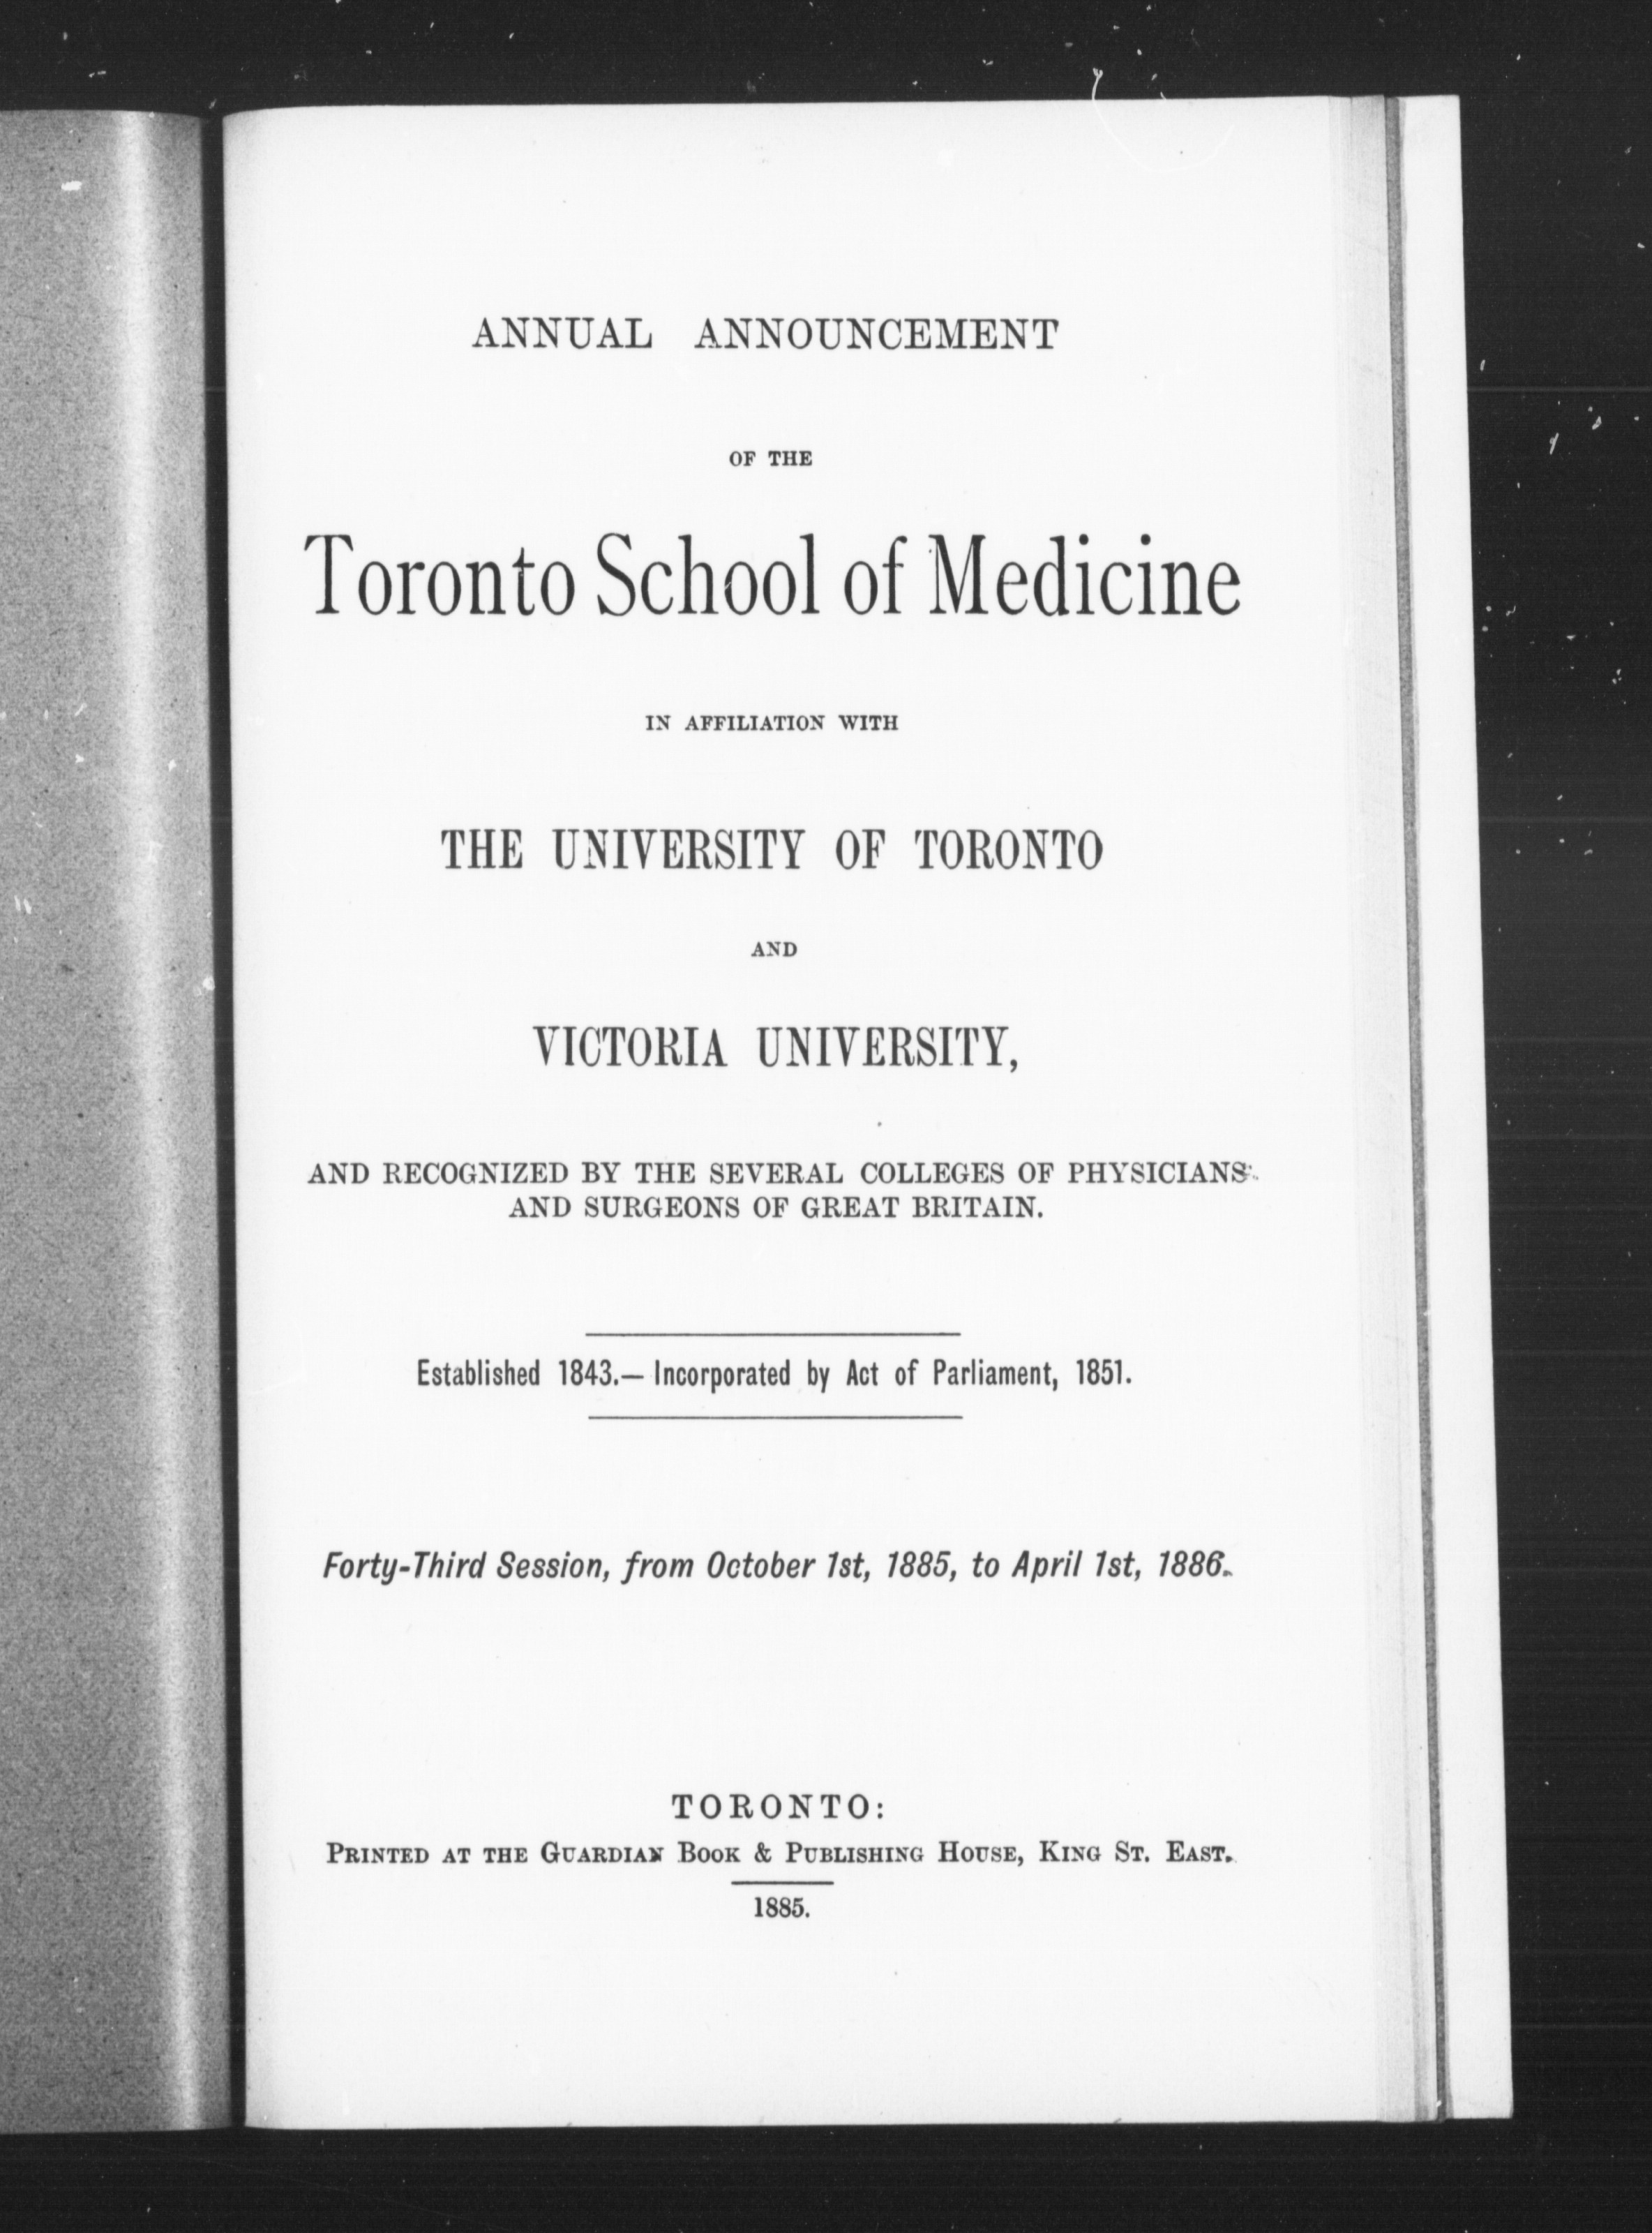 ANNUAL ANNOUNCEMENT
OF THE
Toronto School of Medicine
IN AFFILIATION WITH
THE UNIVERSITY OF TORONTO
AND
VICTORIA UNIVERSITY,
AND RECOGNIZED BY THE SEVERAL COLLEGES OF PHYSICIANS
AND SURGEONS OF GREAT BRITAIN.
Established 1843.— Incorporated by Act of Parliament, 1851.
Forty-Third Session, from October 1st, 1885, to April 1st, 1886.
TORONTO:
PRINTED AT THE GUARDIAN BOOK & PUBLISHING HOUSE, KING ST. EAST.
1885.